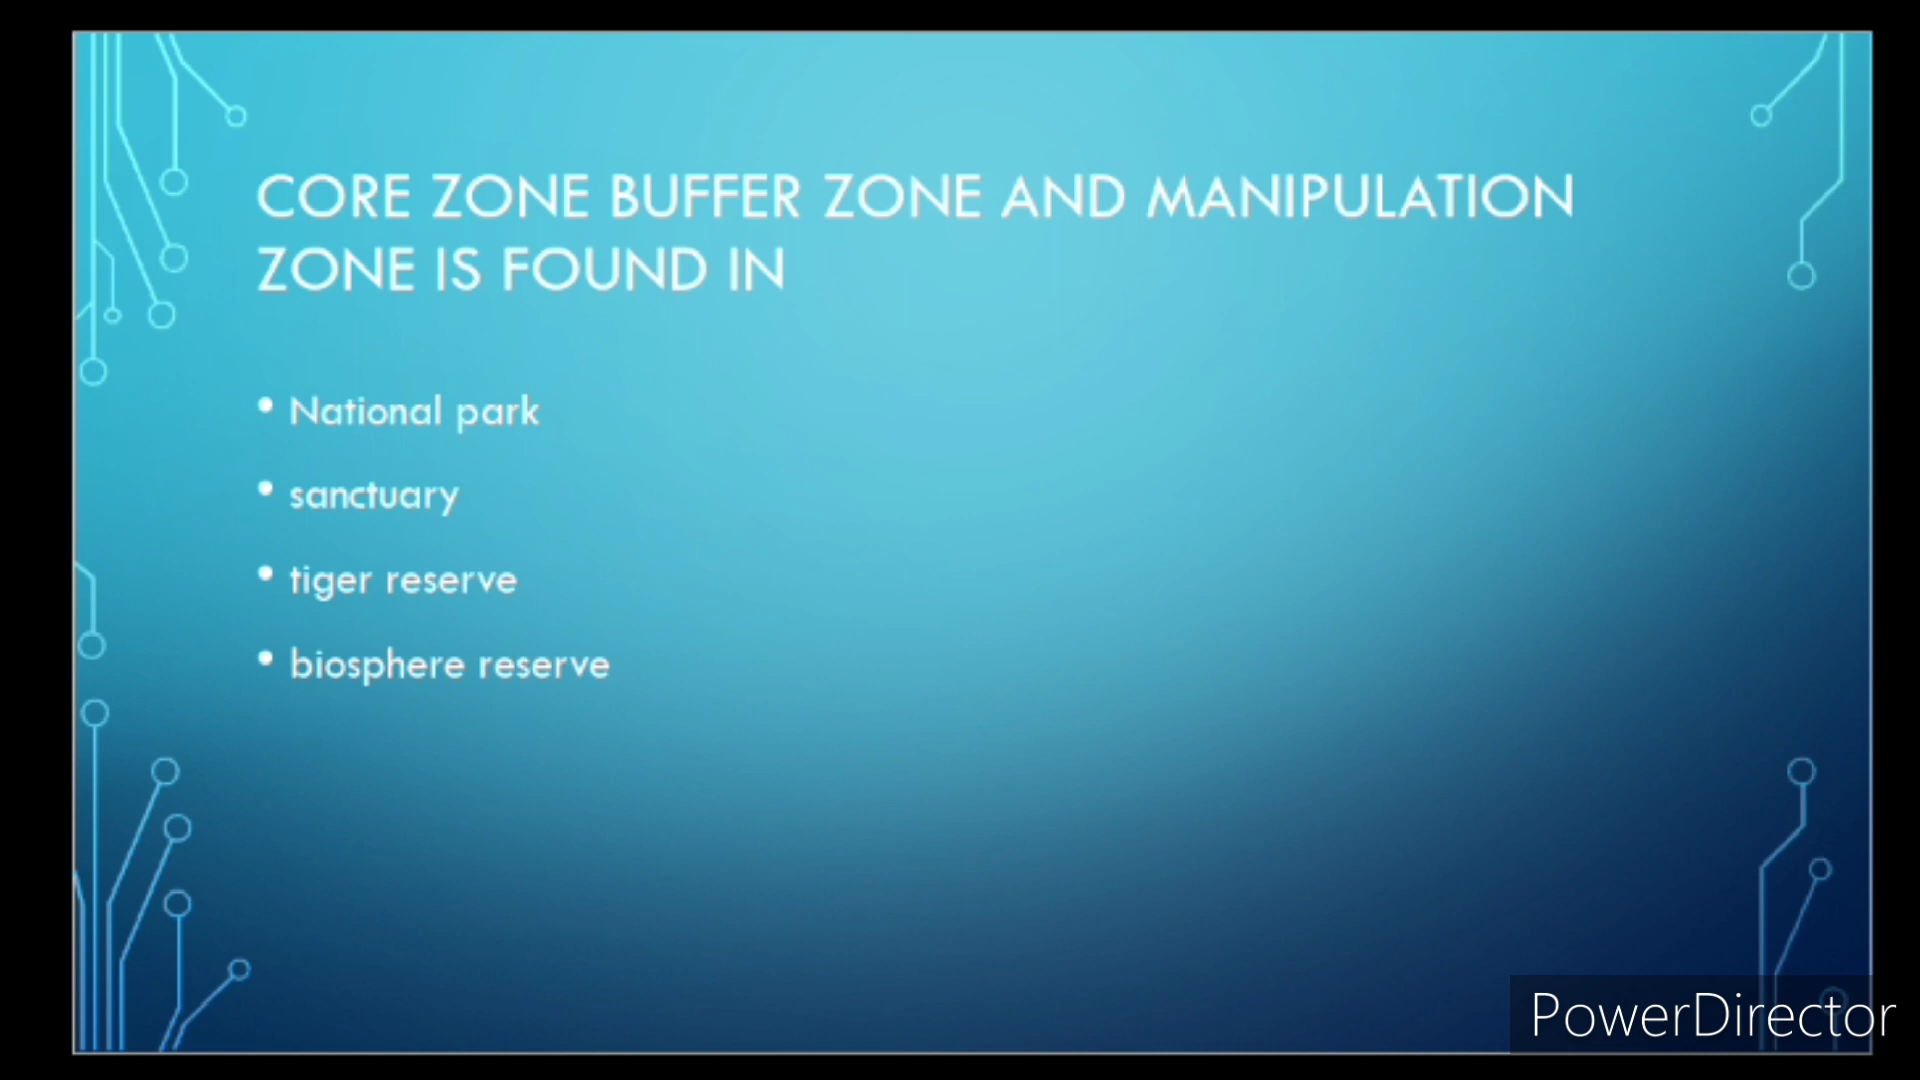 CORE ZONE BUFFER ZONE AND MANIPULATION
ZONE IS FOUND IN
• National park
• sanctuary
• tiger reserve
• biosphere reserve
PowerDirector